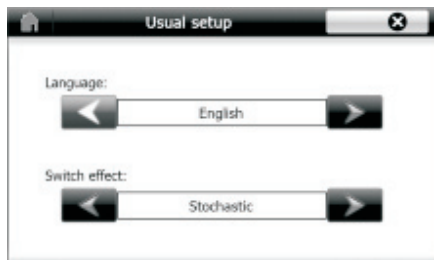 Usual setup
Language:
English
Switch effect:
Stochastic